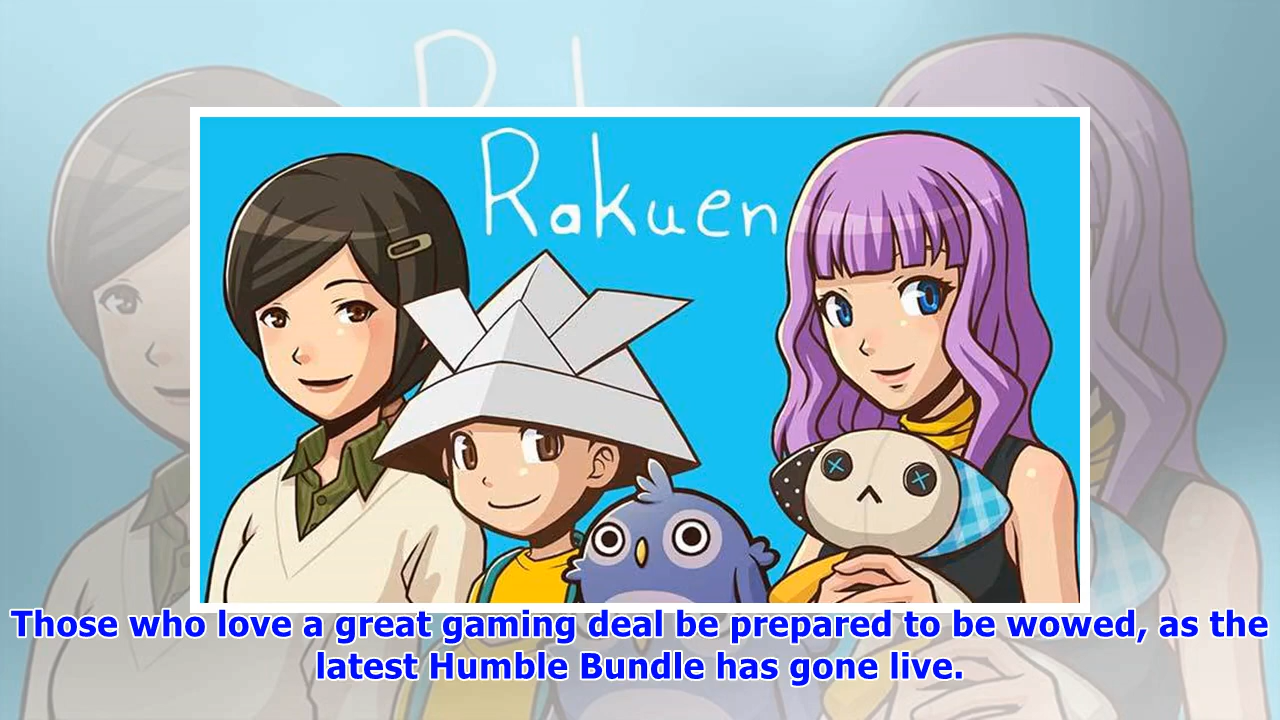 Rakuen
Those who love a great gaming deal be prepared to be wowed, as the
latest Humble Bundle has gone live.